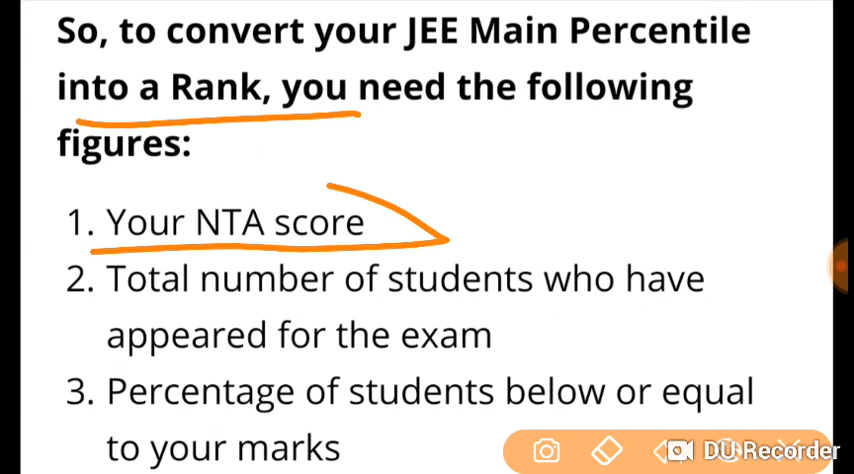 So, to convert your JEE Main Percentile
into a Rank, you need the following
figures:
1. Your NTA score
2. Total number of students who have
appeared for the exam
3. Percentage of students below or equal
to your marks
DU Recorder